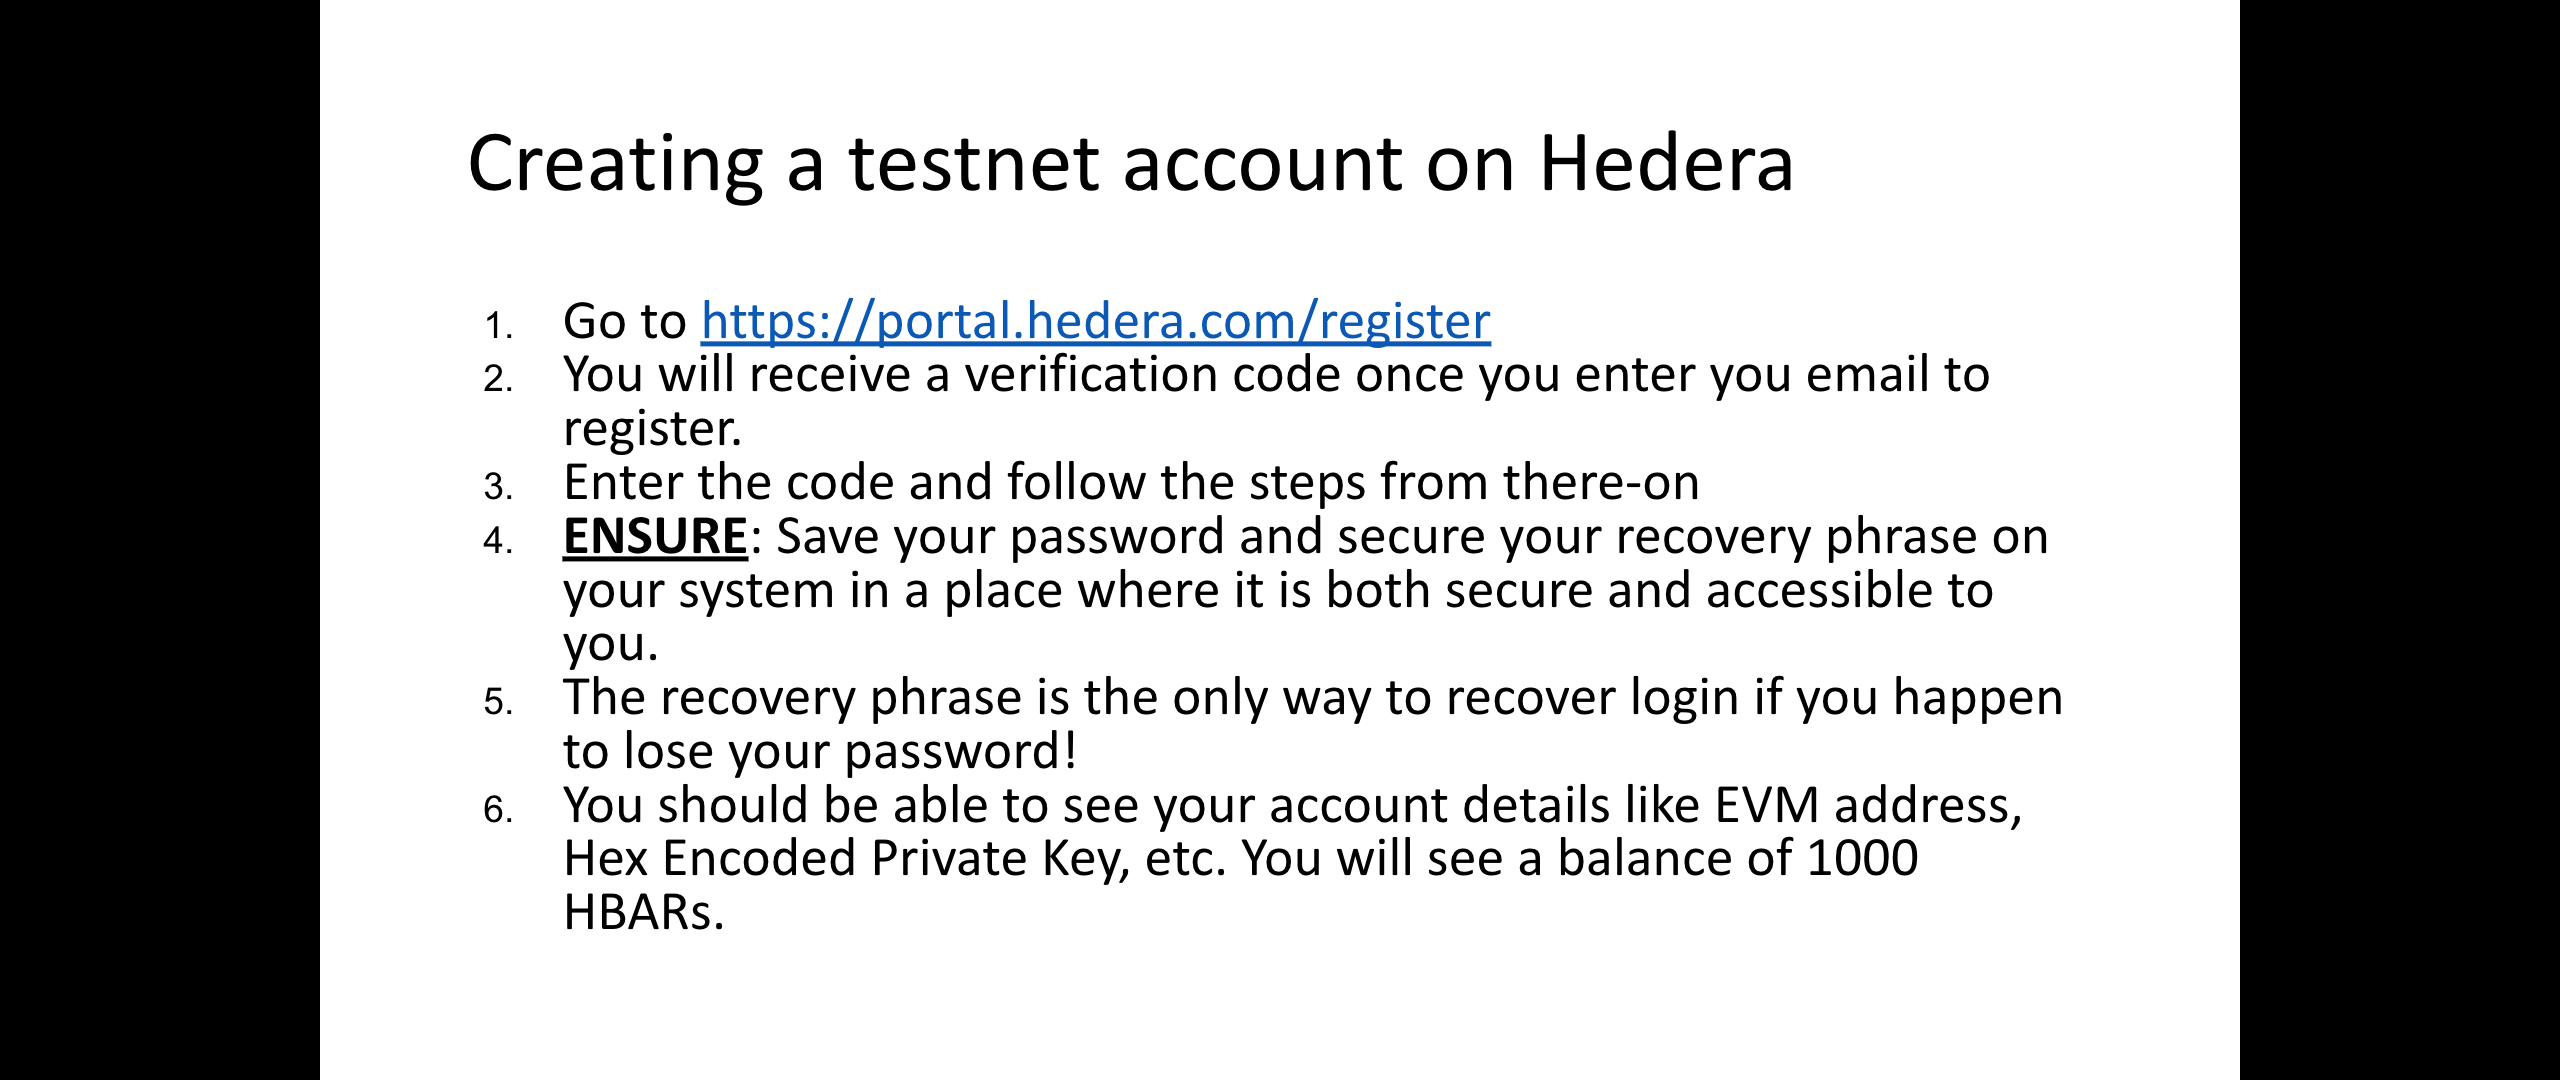 Creating a testnet account on Hedera
1. Go to https://portal.hedera.com/register
2. You will receive a verification code once you enter you email to
register.
3. Enter the code and follow the steps from there-on
4. ENSURE: Save your password and secure your recovery phrase on
your system in a place where it is both secure and accessible to
you.
5. The recovery phrase is the only way to recover login if you happen
to lose your password!
6. You should be able to see your account details like EVM address,
Hex Encoded Private Key, etc. You will see a balance of 1000
HBARs.